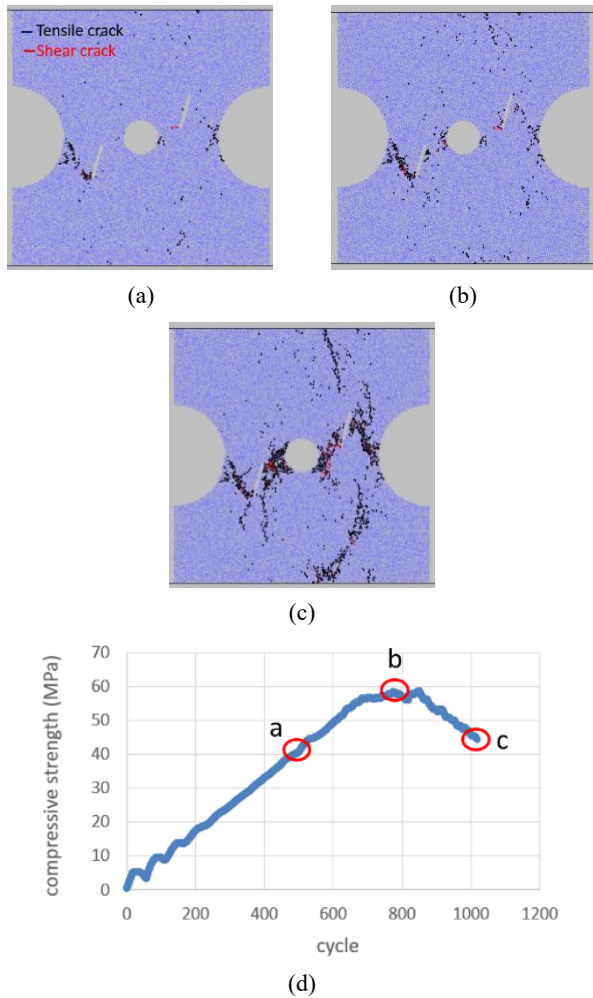 Tensile crack
Shear crack
(a)
(b)
(c)
compressive strength (MPa)
70
60
50
40
30
20
10
0
a
b
c
0 200 400 600 800 1000 1200
cycle
(d)